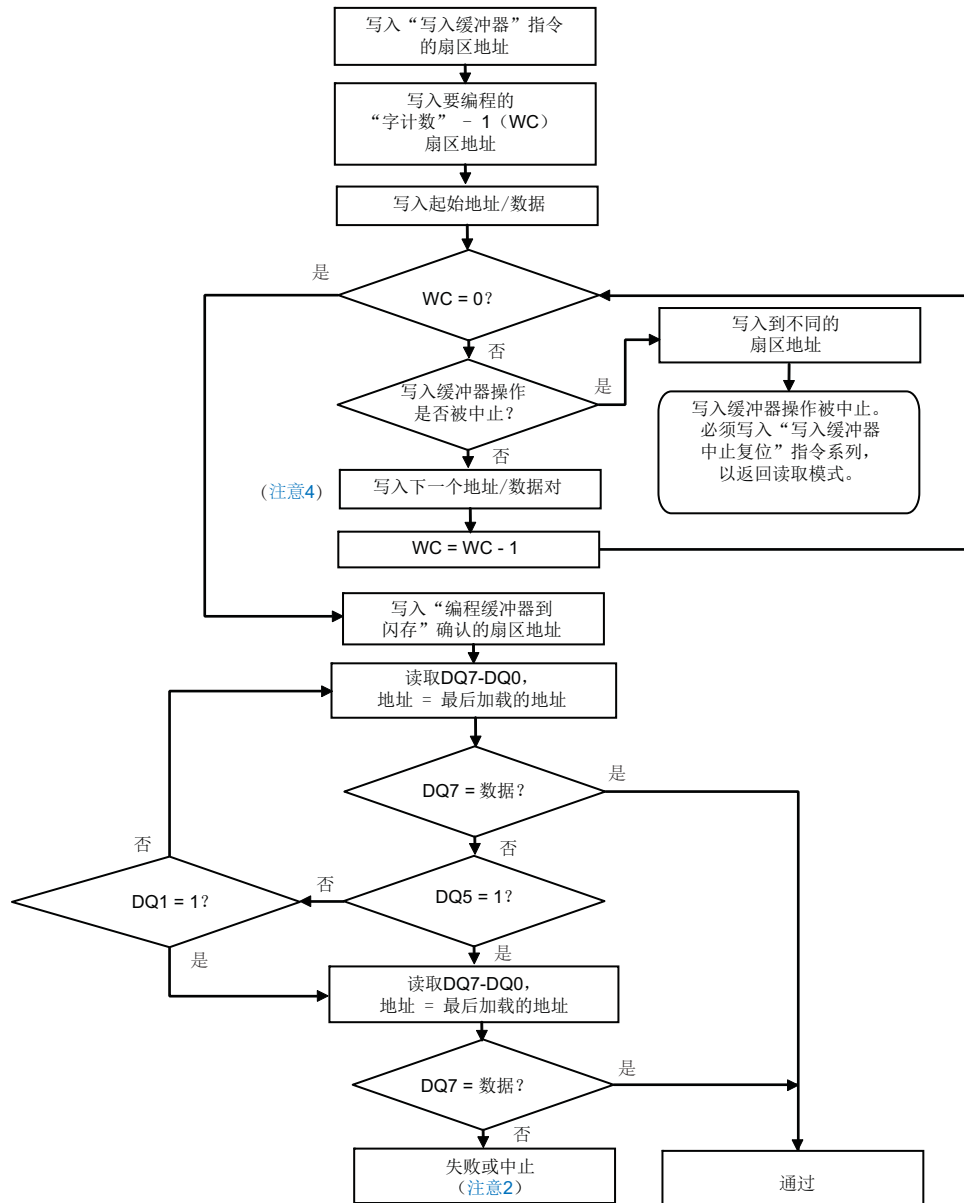 写入“写入缓冲器”指令
的扇区地址
写入要编程的
“字计数” - 1（WC）
扇区地址
写入起始地址/数据
是
WC = 0？
否
写入到不同的
扇区地址
写入缓冲器操作
是否被中止？
是
否
写入缓冲器操作被中止。
必须写入“写入缓冲器
中止复位”指令系列，
以返回读取模式。
（注意4）
写入下一个地址/数据对
WC = WC - 1
写入“编程缓冲器到
闪存”确认的扇区地址
读取DQ7-DQ0，
地址 = 最后加载的地址
DQ7 = 数据？
是
否
否
DQ1 = 1？
否
DQ5 = 1？
是
是
读取DQ7-DQ0，
地址 = 最后加载的地址
DQ7 = 数据？
是
否
失败或中止
（注意2）
通过